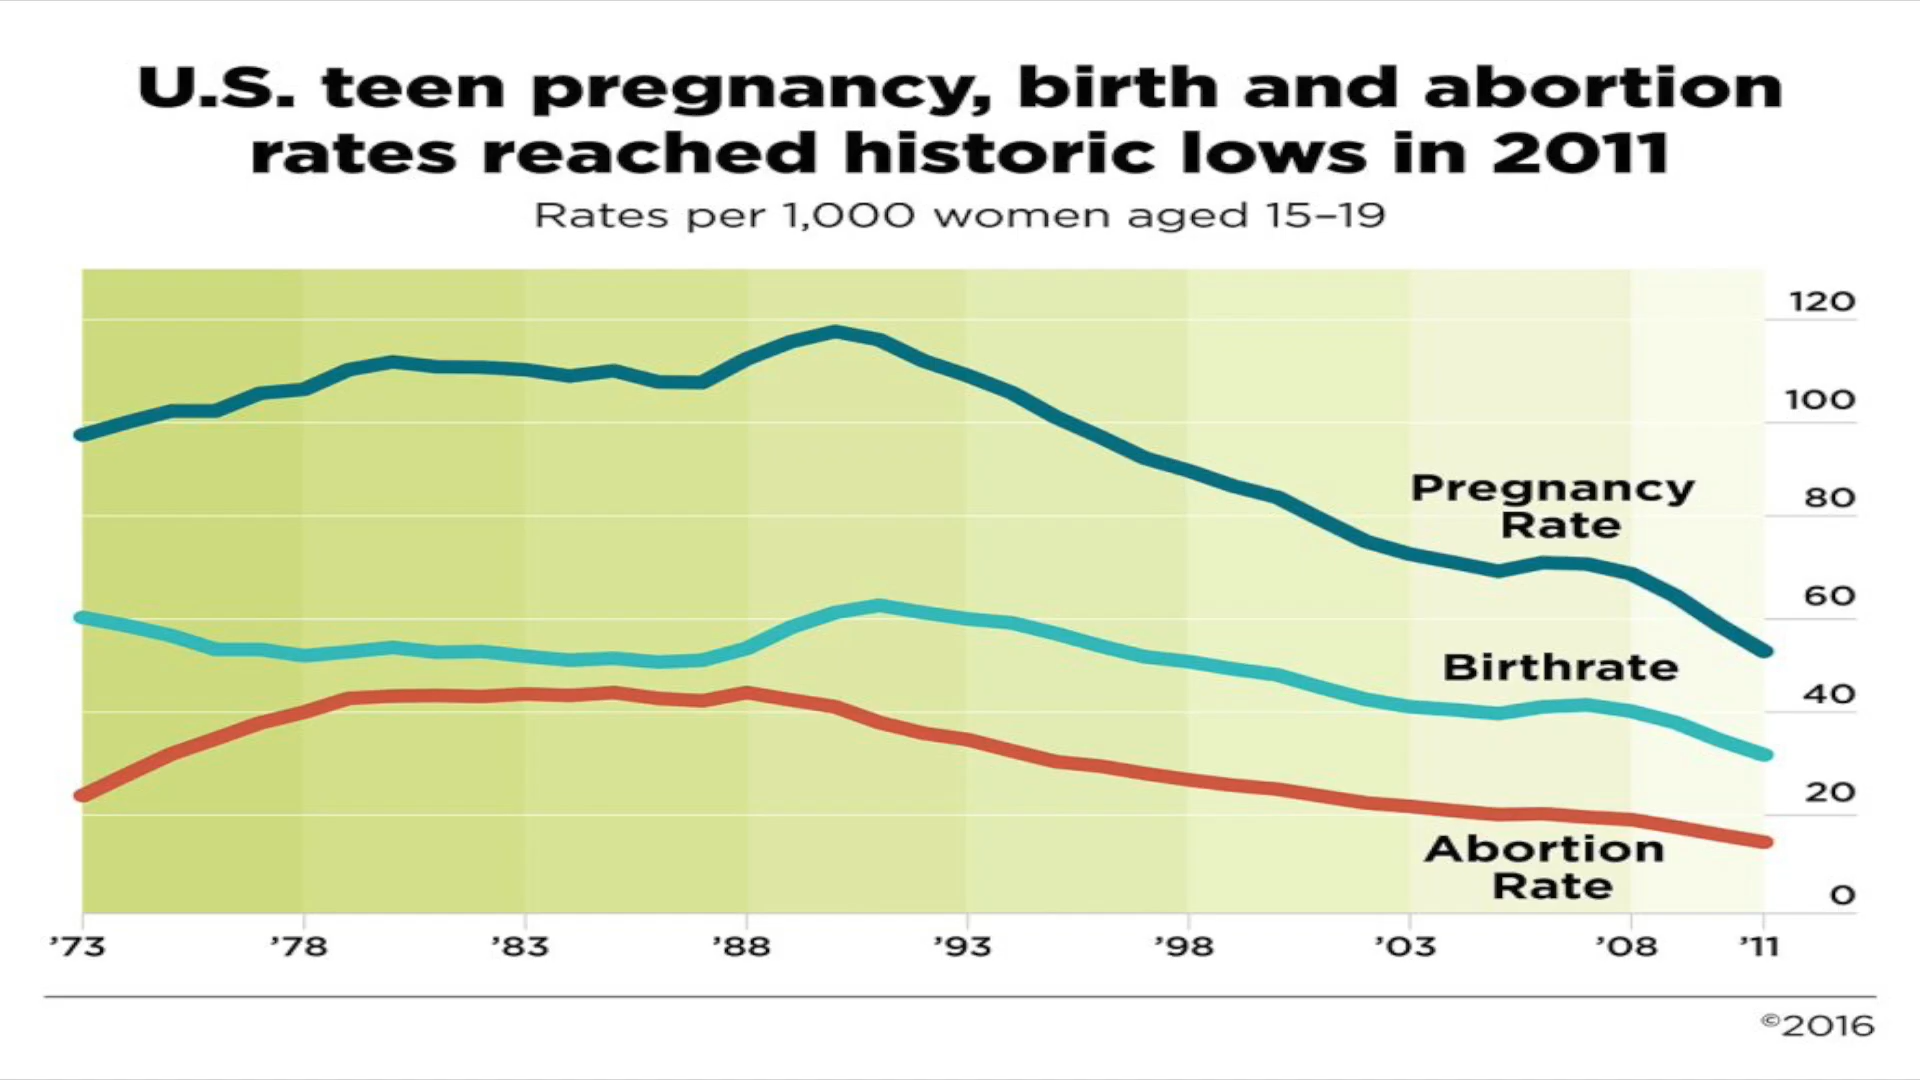 U.S. teen pregnancy, birth and abortion
rates reached historic lows in 2011
Rates per 1,000 women aged 15–19
120
100
Pregnancy
Rate
80
60
Birthrate
40
20
Abortion
Rate
0
’73 ’78 ’83 ’88 ’93 ’98 ’03 ’08 ’11
©2016